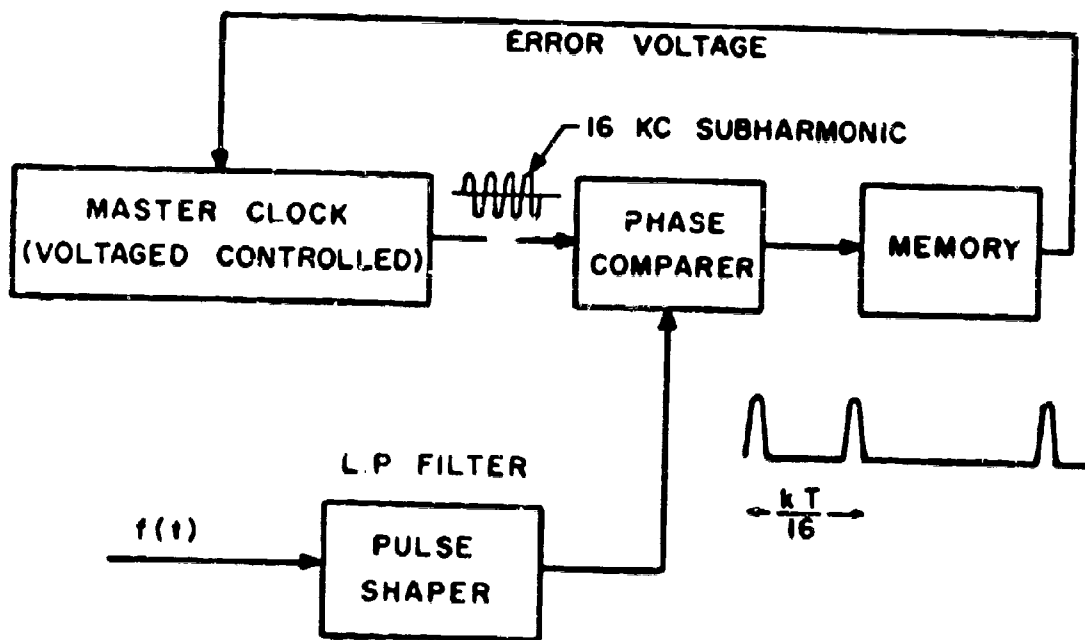 ERROR VOLTAGE
16 KC SUBHARMONIC
MASTER CLOCK
(VOLTAGED CONTROLLED)
PHASE
COMPARER
MEMORY
L.P FILTER
kT
16
f(t)
PULSE
SHAPER